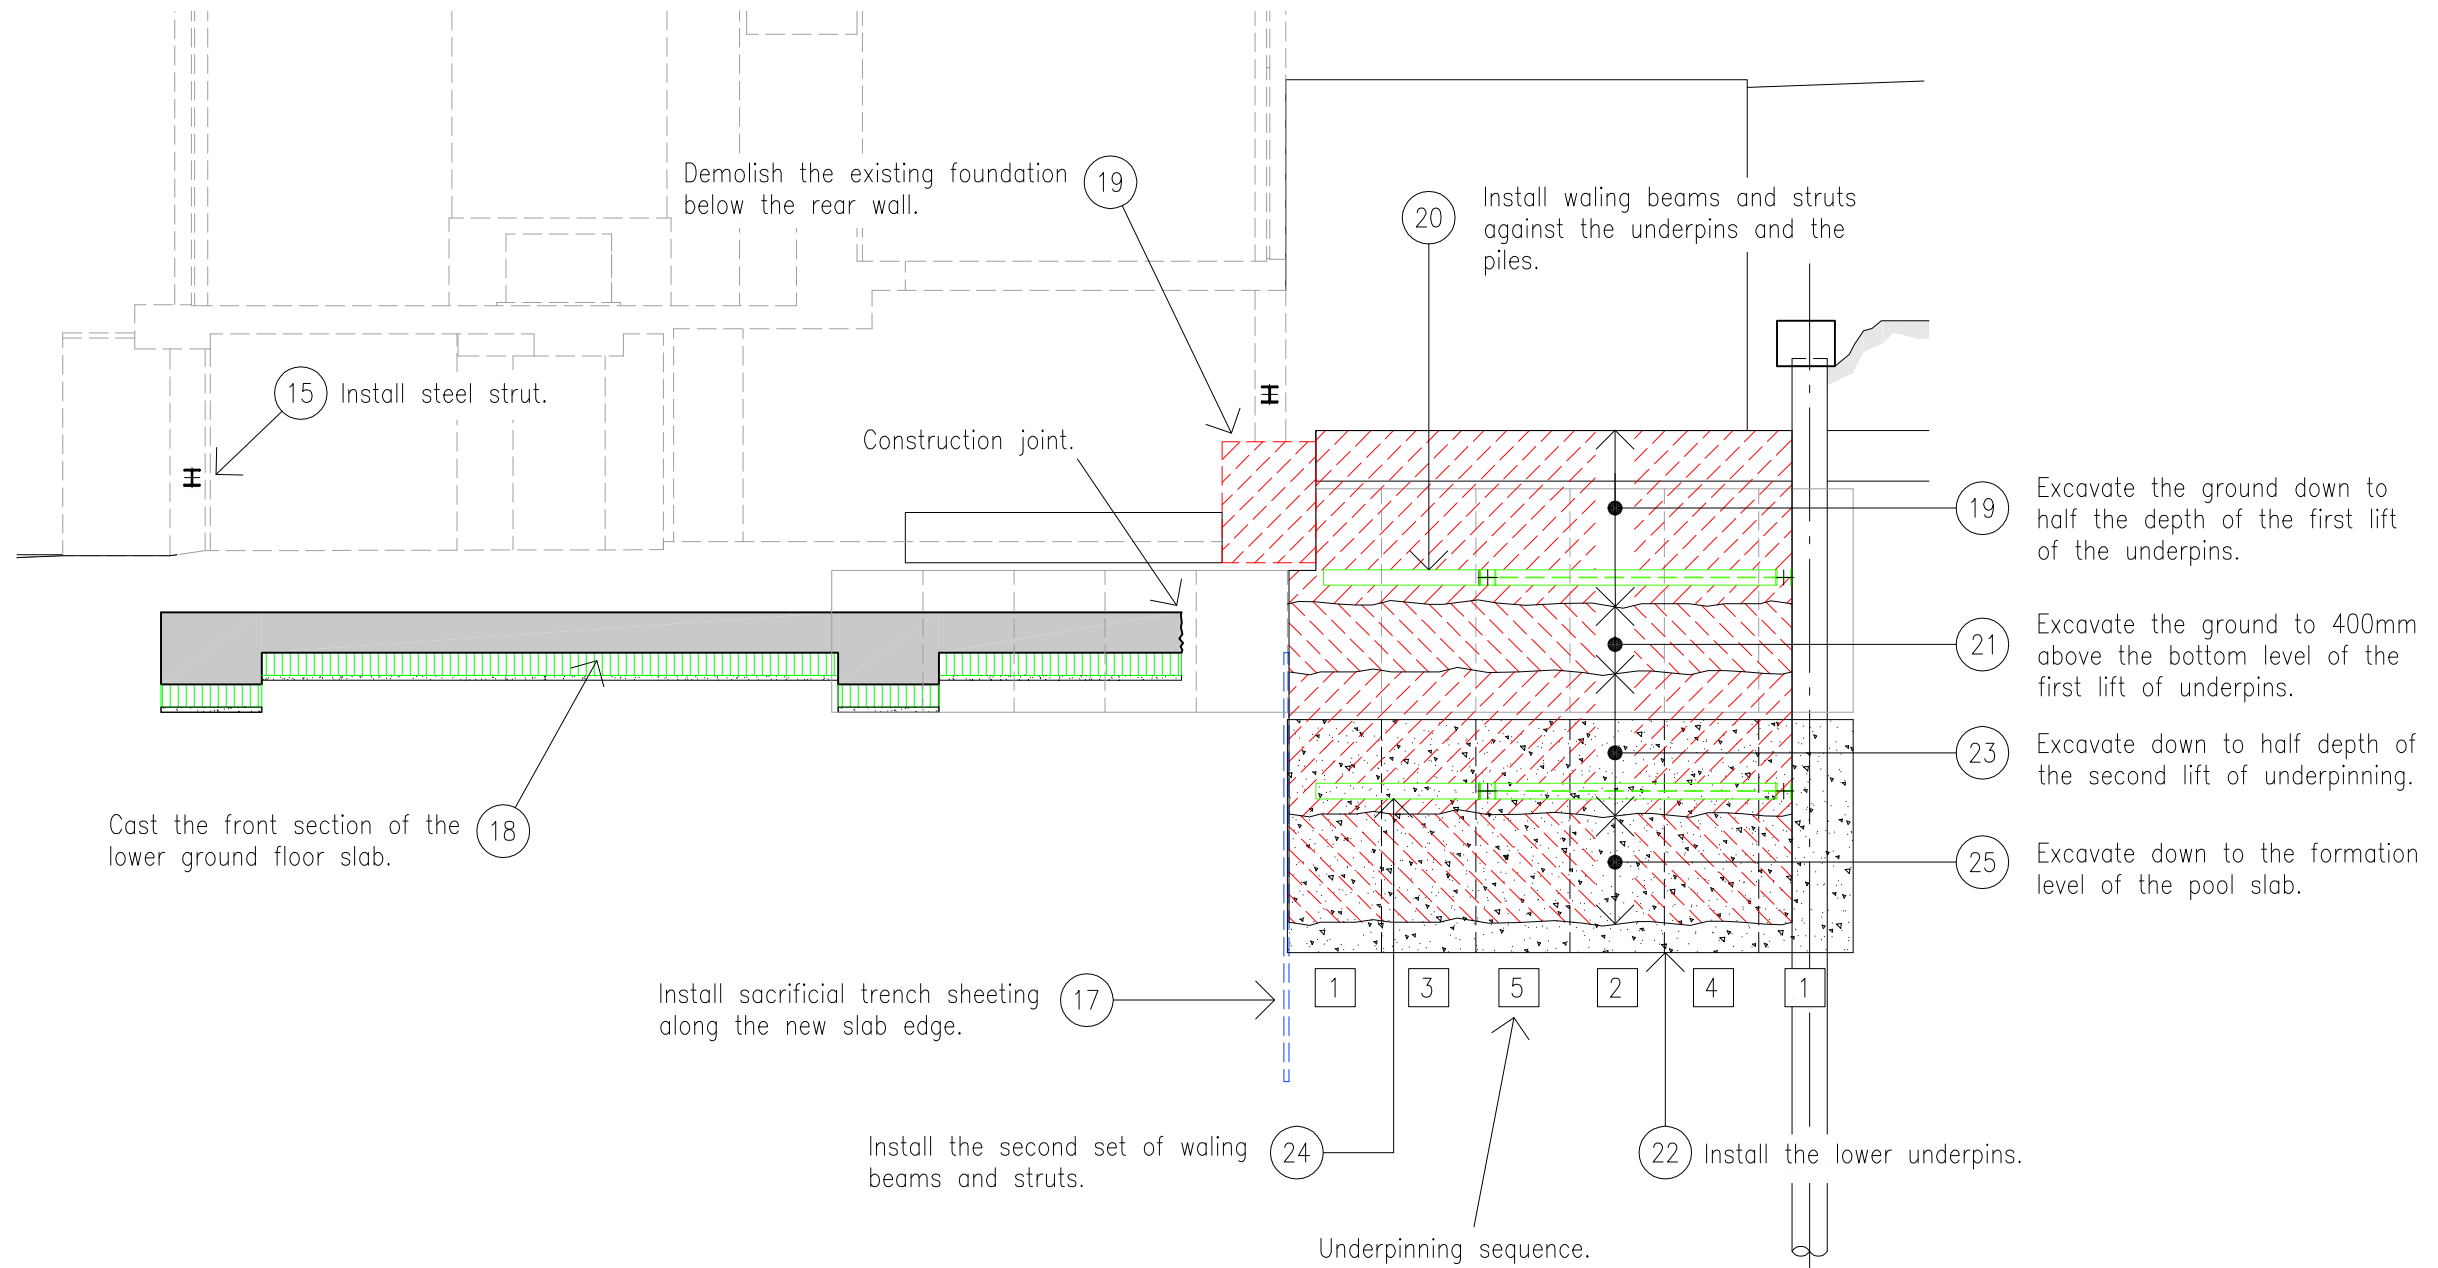 Demolish the existing foundation
below the rear wall.
19
20
Install waling beams and struts
against the underpins and the
piles.
15
Install steel strut.
Construction joint.
19
Excavate the ground down to
half the depth of the first lift
of the underpins.
21
Excavate the ground to 400mm
above the bottom level of the
first lift of underpins.
23
Excavate down to half depth of
the second lift of underpinning.
25
Excavate down to the formation
level of the pool slab.
Cast the front section of the
lower ground floor slab.
18
Install sacrificial trench sheeting
along the new slab edge.
17
1 3 5 2 4 1
Install the second set of waling
beams and struts.
24
22
Install the lower underpins.
Underpinning sequence.